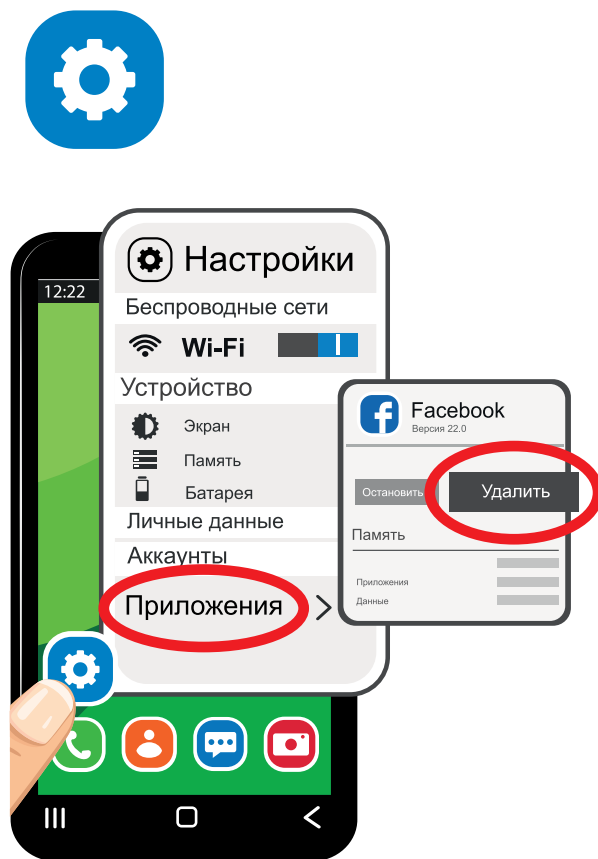 12:22
Настройки
Беспроводные сети
Wi-Fi
Устройство
Экран
Память
Батарея
Личные данные
Аккаунты
Приложения
Facebook
Версия 22.0
Остановить
Удалить
Память
Приложения
Данные